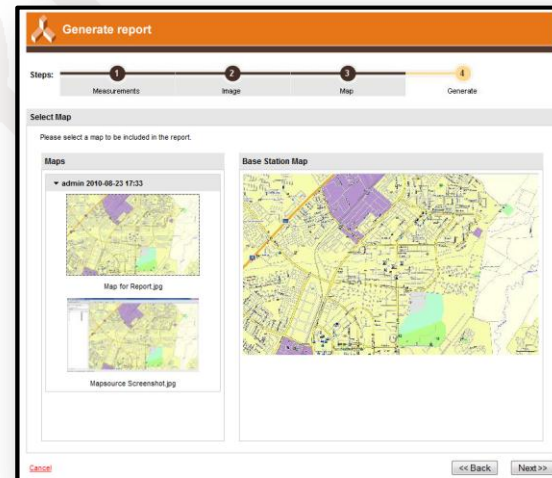 Generate report
Steps:
1
2
3
4
Measurements
Image
Map
Generate
Select Map
Please select a map to be included in the report.
Maps
Base Station Map
admin 2010-08-23 17:33
Map for Report.jpg
Mapsource Screenshot.jpg
Cancel
<< Back
Next >>